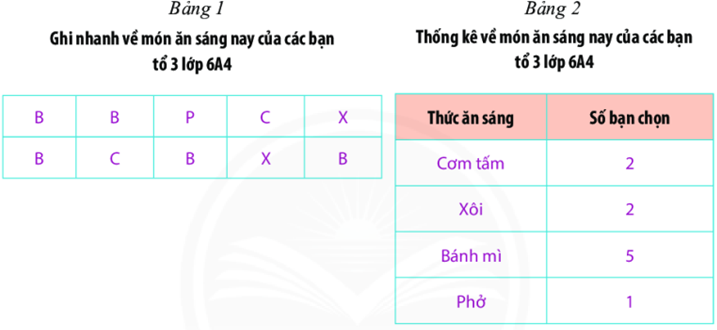 Bảng 1
Ghi nhanh về món ăn sáng nay của các bạn
tổ 3 lớp 6A4
B B P C X
B C B X B
Bảng 2
Thống kê về món ăn sáng nay của các bạn
tổ 3 lớp 6A4
Thức ăn sáng Số bạn chọn
Cơm tấm 2
Xôi 2
Bánh mì 5
Phở 1